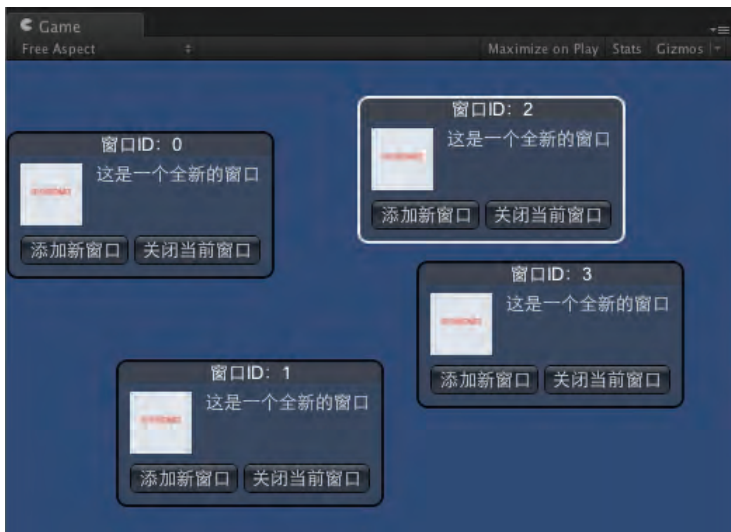 Game
Free Aspect
Maximize on Play Stats Gizmos
窗口ID: 0
这是一个全新的窗口
添加新窗口 关闭当前窗口
窗口ID: 2
这是一个全新的窗口
添加新窗口 关闭当前窗口
窗口ID: 3
这是一个全新的窗口
添加新窗口 关闭当前窗口
窗口ID: 1
这是一个全新的窗口
添加新窗口 关闭当前窗口